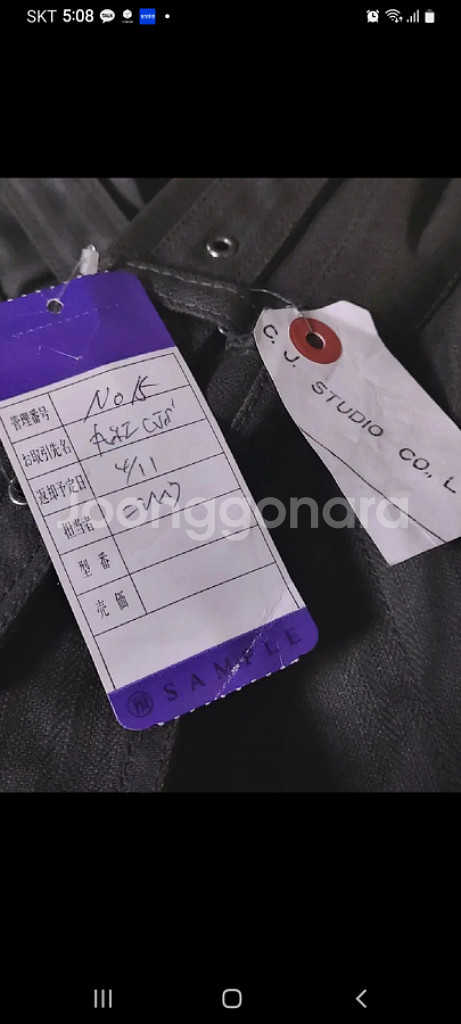 SKT 5:08
管理番号 No 15
お取引先名
返却予定日 4/11
担当者
型番
売価
SAMPLE
C. J. STUDIO CO., L
Joonggonara